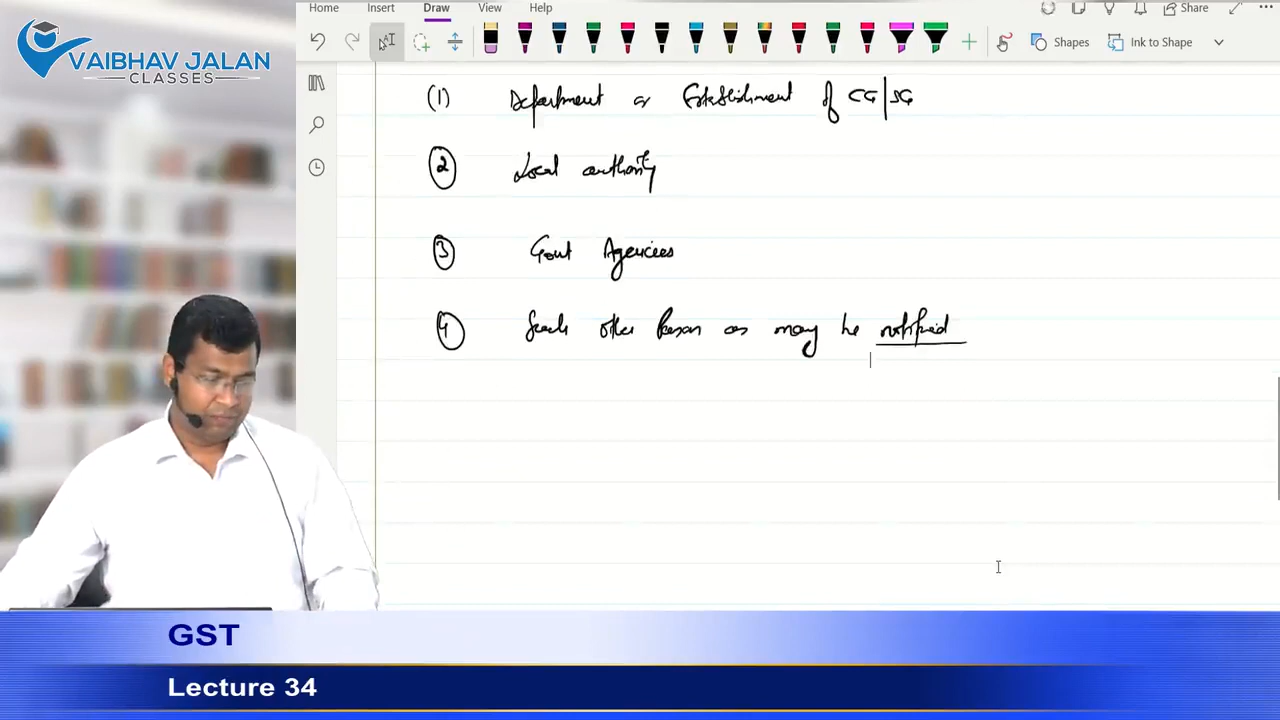 Home Insert Draw View Help Share
VAIBHAV JALAN
CLASSES
Shapes Ink to Shape
(1) Department or Establishment of CG/SG
2 Local authority
3 Govt Agencies
4 Such other Person as may be notified
GST
Lecture 34